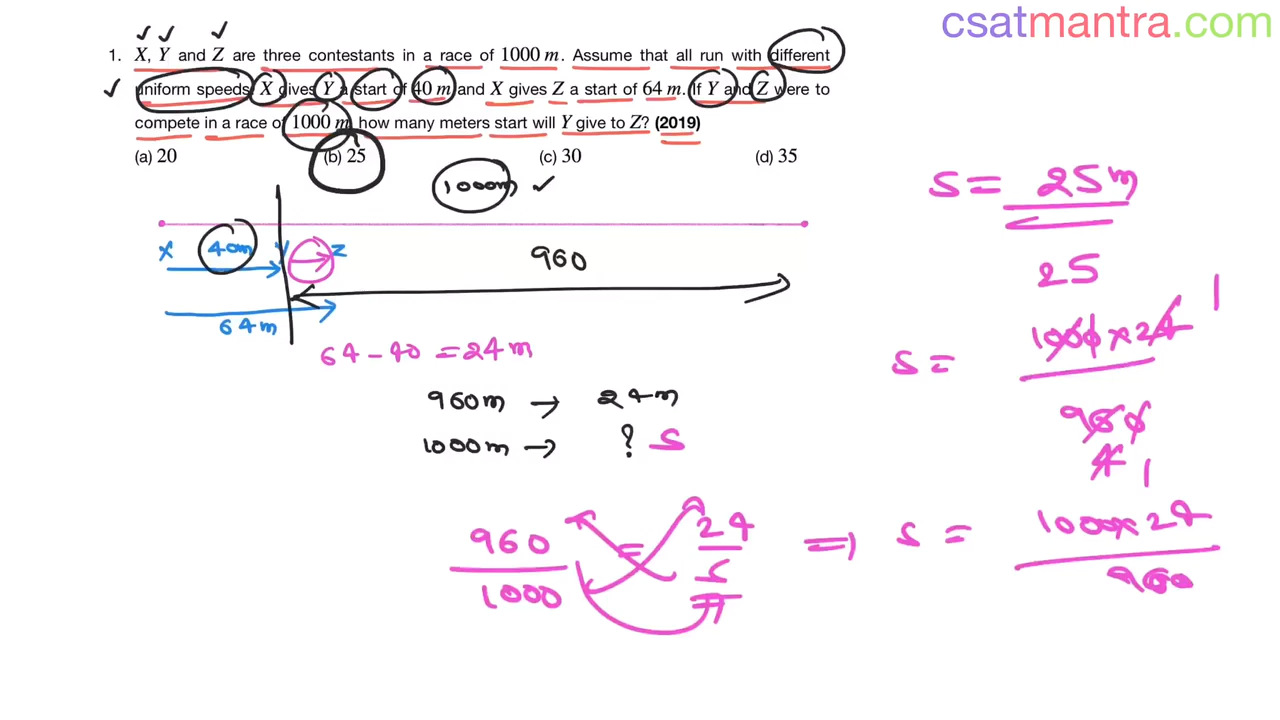 csatmantra.com
1. X, Y and Z are three contestants in a race of 1000 m. Assume that all run with different
uniform speeds. X gives Y a start of 40 m and X gives Z a start of 64 m. If Y and Z were to
compete in a race of 1000 m, how many meters start will Y give to Z? (2019)
(a) 20 (b) 25 (c) 30 (d) 35
1000m
X 40m Y Z
960
64m
64 - 40 = 24m
960m → 24m
1000m → ? S
960/1000 = 24/S ⇒ S = 1000×24/960
S = 25m
25
1
S = 1000×24
960
4 1